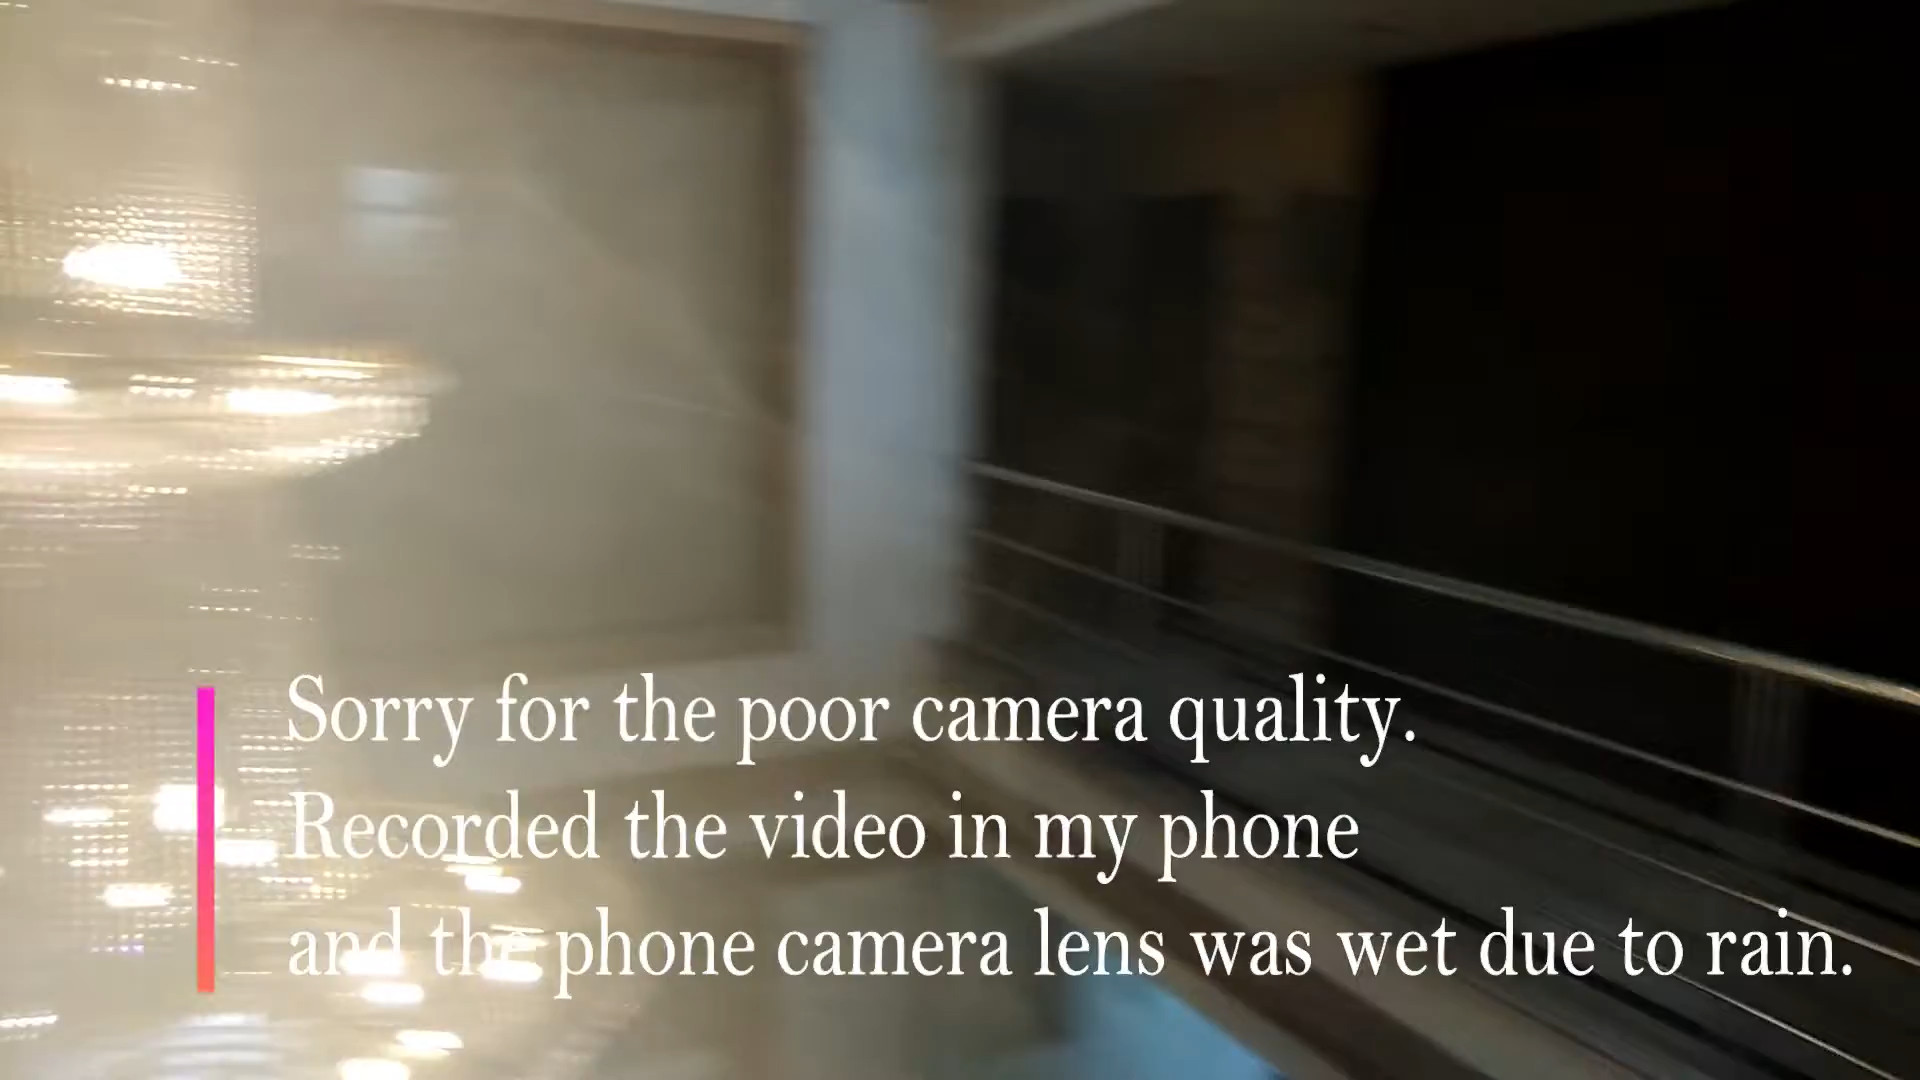 Sorry for the poor camera quality.
Recorded the video in my phone
and the phone camera lens was wet due to rain.